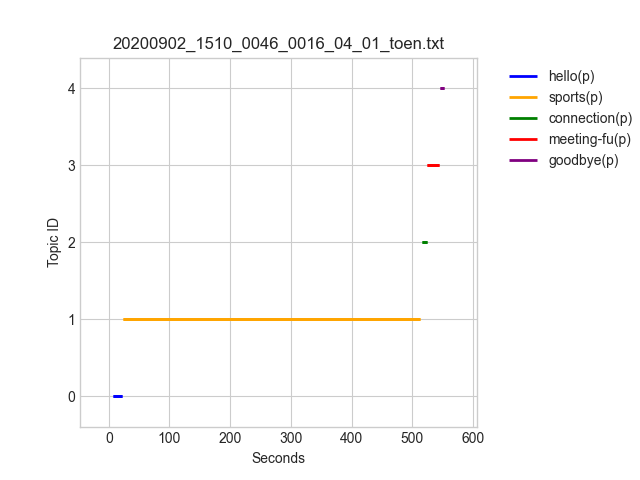 20200902_1510_0046_0016_04_01_toen.txt
hello(p)
sports(p)
connection(p)
meeting-fu(p)
goodbye(p)
Topic ID
4
3
2
1
0
0 100 200 300 400 500 600
Seconds